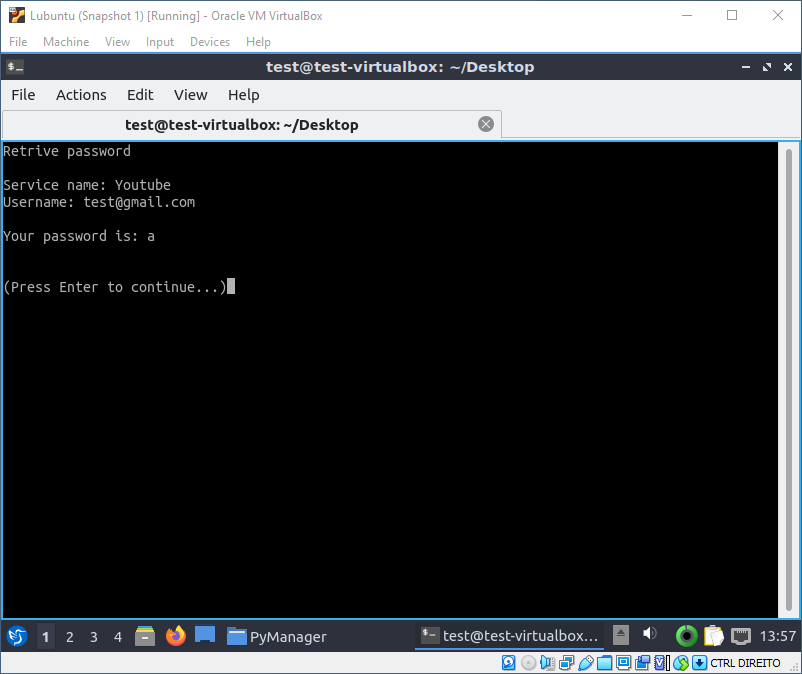 Lubuntu (Snapshot 1) [Running] - Oracle VM VirtualBox
File Machine View Input Devices Help
test@test-virtualbox: ~/Desktop
File Actions Edit View Help
test@test-virtualbox: ~/Desktop
Retrive password
Service name: Youtube
Username: test@gmail.com
Your password is: a
(Press Enter to continue...)
1 2 3 4 PyManager test@test-virtualbox... 13:57
CTRL DIREITO